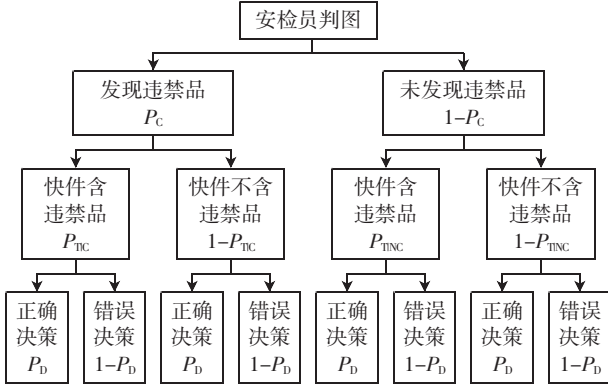 安检员判图
发现违禁品
P_C
未发现违禁品
1-P_C
快件含
违禁品
P_TIC
快件不含
违禁品
1-P_TIC
快件含
违禁品
P_TINC
快件不含
违禁品
1-P_TINC
正确
决策
P_D
错误
决策
1-P_D
正确
决策
P_D
错误
决策
1-P_D
正确
决策
P_D
错误
决策
1-P_D
正确
决策
P_D
错误
决策
1-P_D